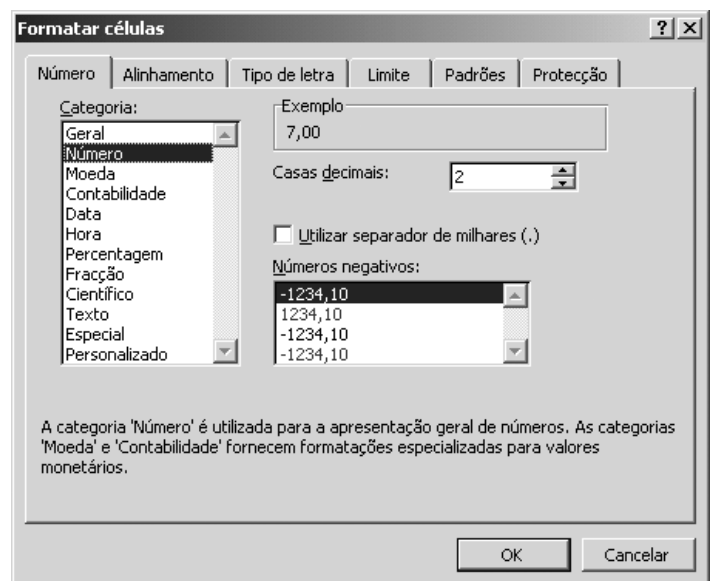 Formatar células
Número Alinhamento Tipo de letra Limite Padrões Protecção
Categoria:
Geral
Número
Moeda
Contabilidade
Data
Hora
Percentagem
Fracção
Científico
Texto
Especial
Personalizado
Exemplo
7,00
Casas decimais: 2
Utilizar separador de milhares (.)
Números negativos:
-1234,10
1234,10
-1234,10
-1234,10
A categoria 'Número' é utilizada para a apresentação geral de números. As categorias
'Moeda' e 'Contabilidade' fornecem formatações especializadas para valores
monetários.
OK Cancelar